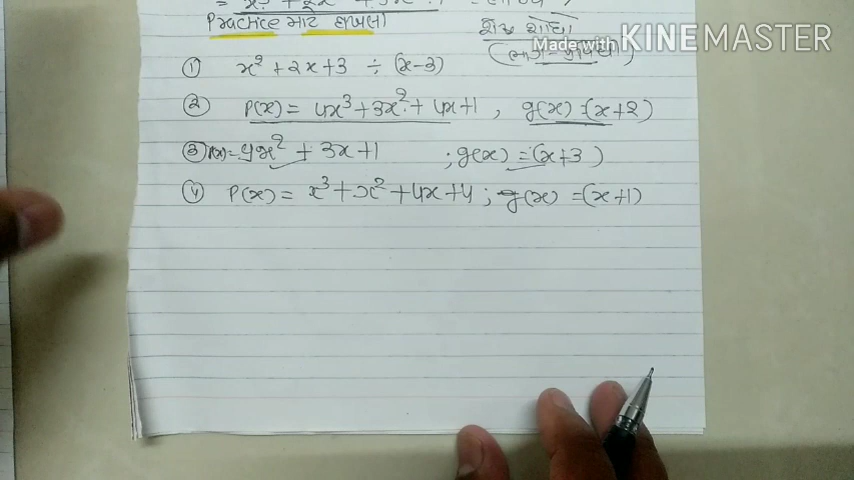 Practice માટે દાખલા
શેષ શોધો
Made with KINEMASTER
① x² + 2x + 3 ÷ (x-3)
② P(x) = 4x³ + 3x² + 4x + 1 , g(x) = (x+2)
③ P(x) = 4x² + 3x + 1 ; g(x) = (x+3)
④ P(x) = x³ + x² + 4x + 4 ; g(x) = (x+1)